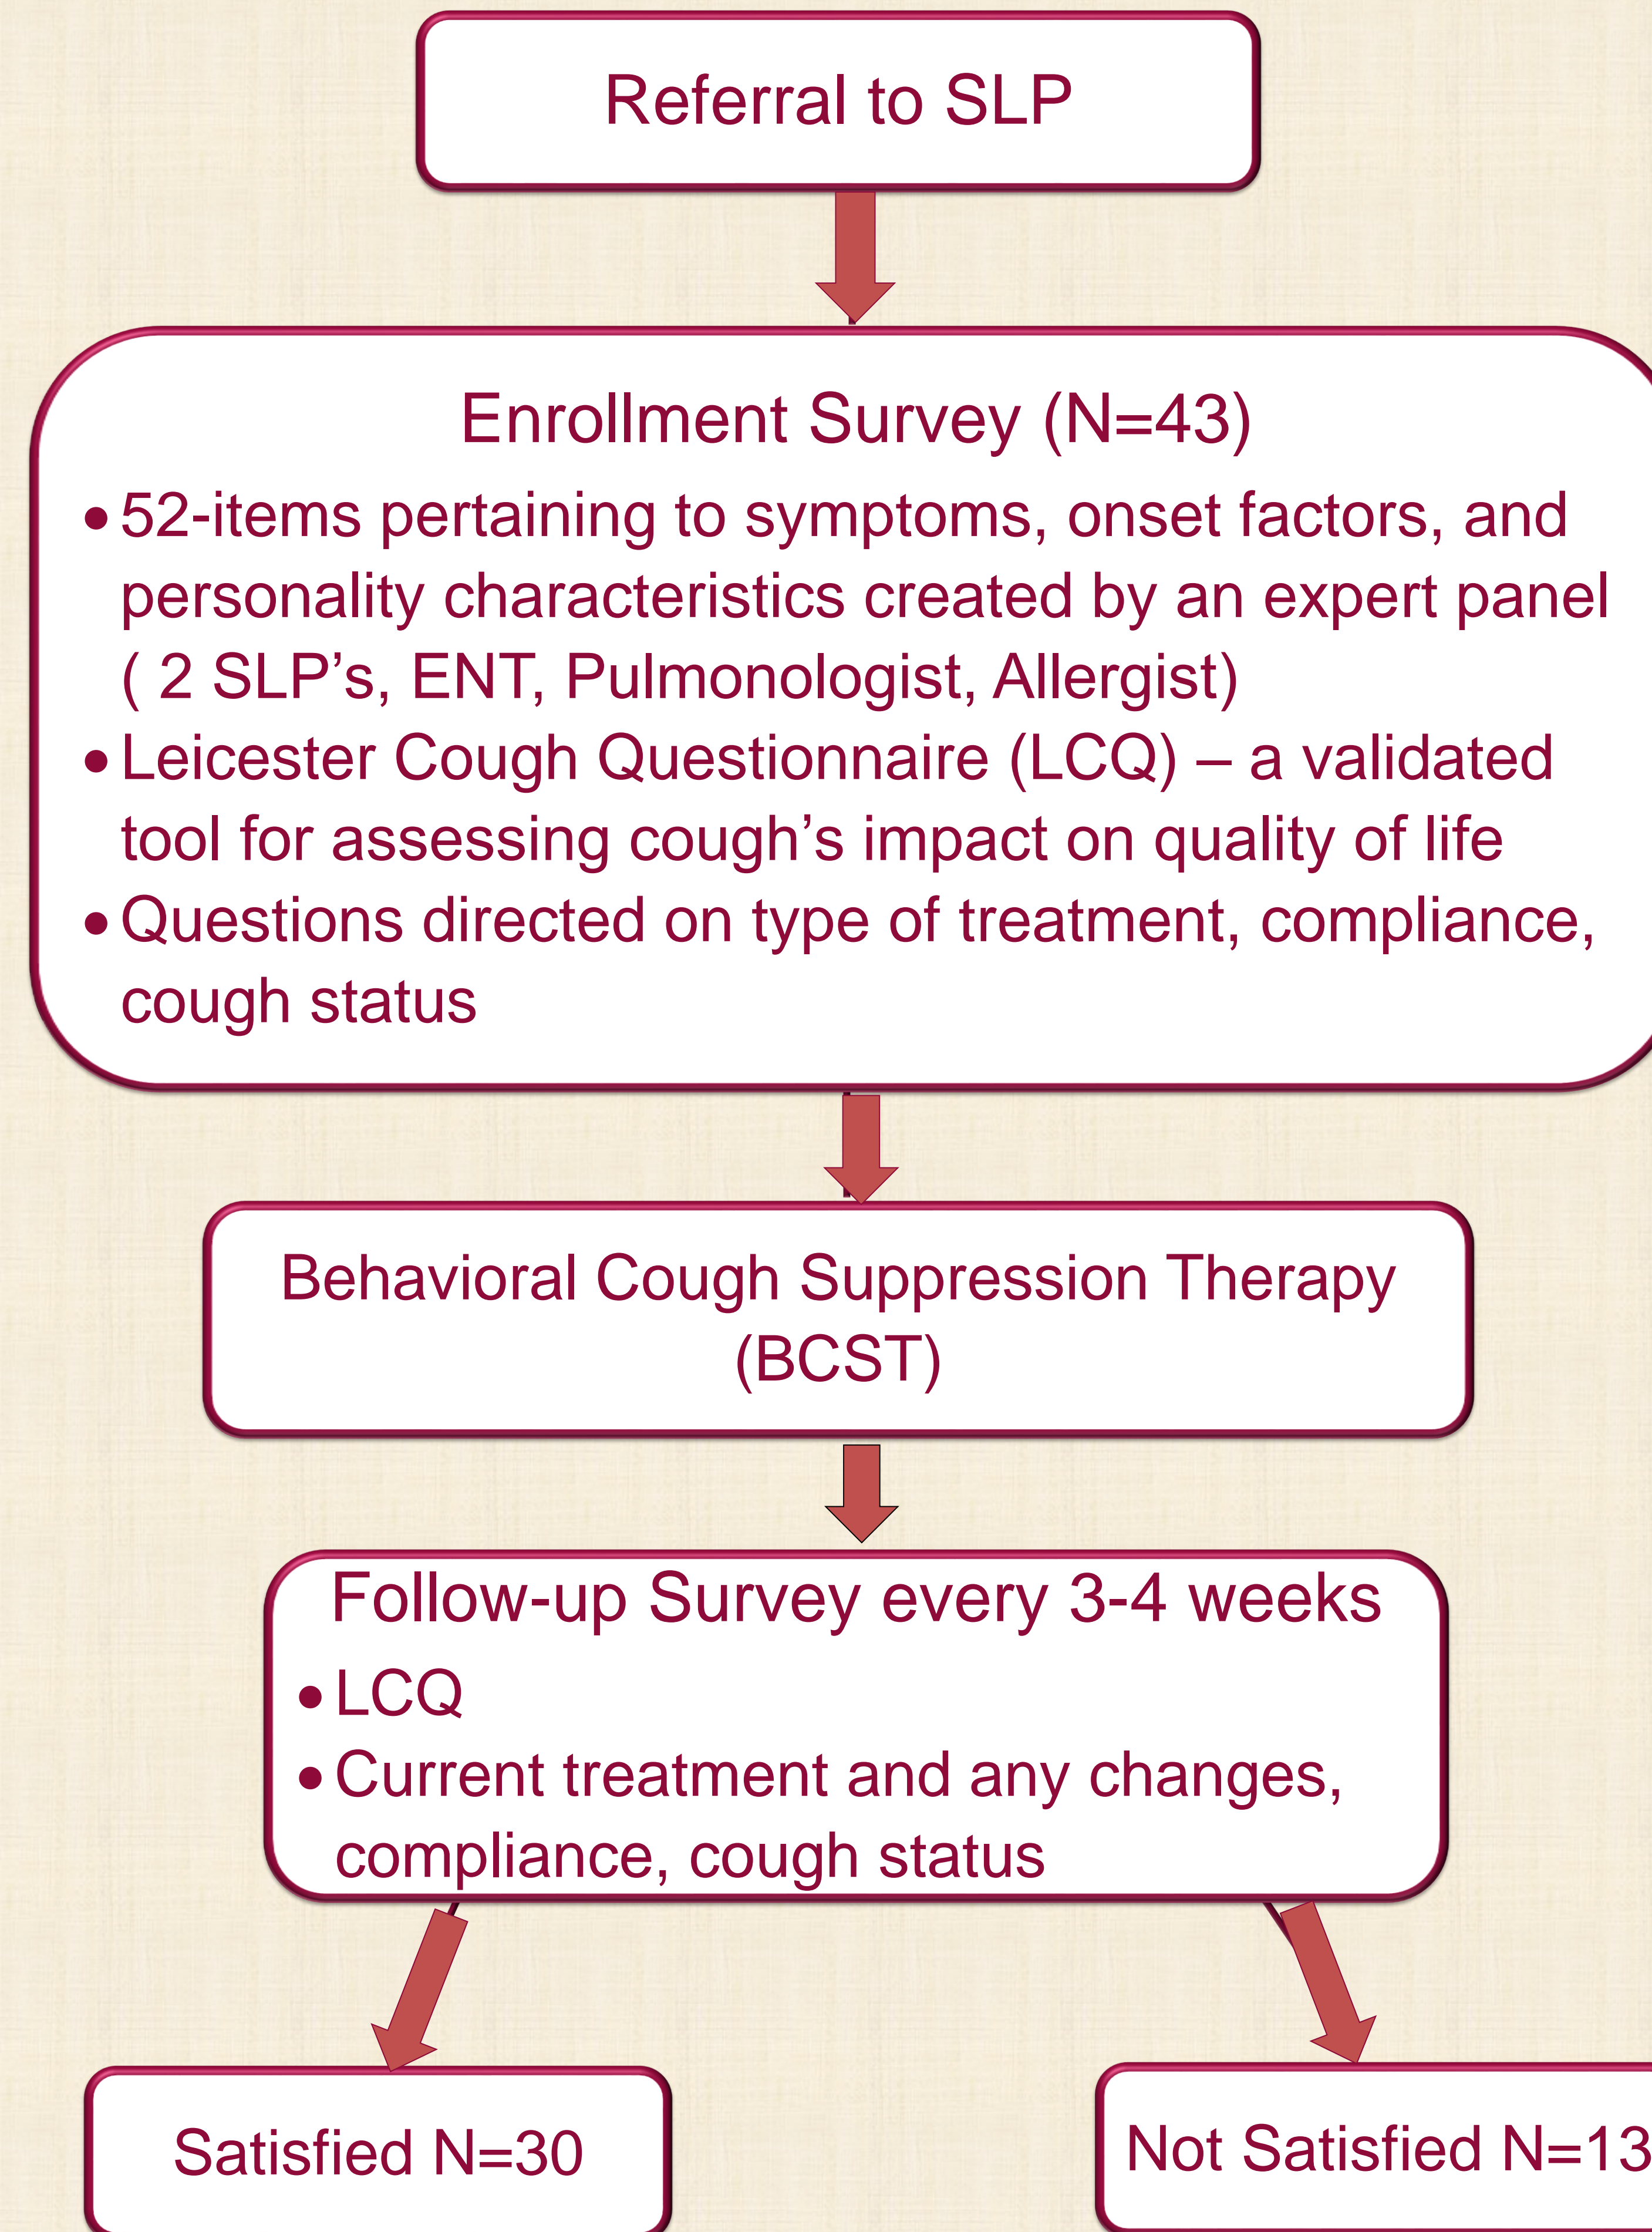 Referral to SLP
Enrollment Survey (N=43)
• 52-items pertaining to symptoms, onset factors, and
personality characteristics created by an expert panel
( 2 SLP’s, ENT, Pulmonologist, Allergist)
• Leicester Cough Questionnaire (LCQ) – a validated
tool for assessing cough’s impact on quality of life
• Questions directed on type of treatment, compliance,
cough status
Behavioral Cough Suppression Therapy
(BCST)
Follow-up Survey every 3-4 weeks
• LCQ
• Current treatment and any changes,
compliance, cough status
Satisfied N=30
Not Satisfied N=13